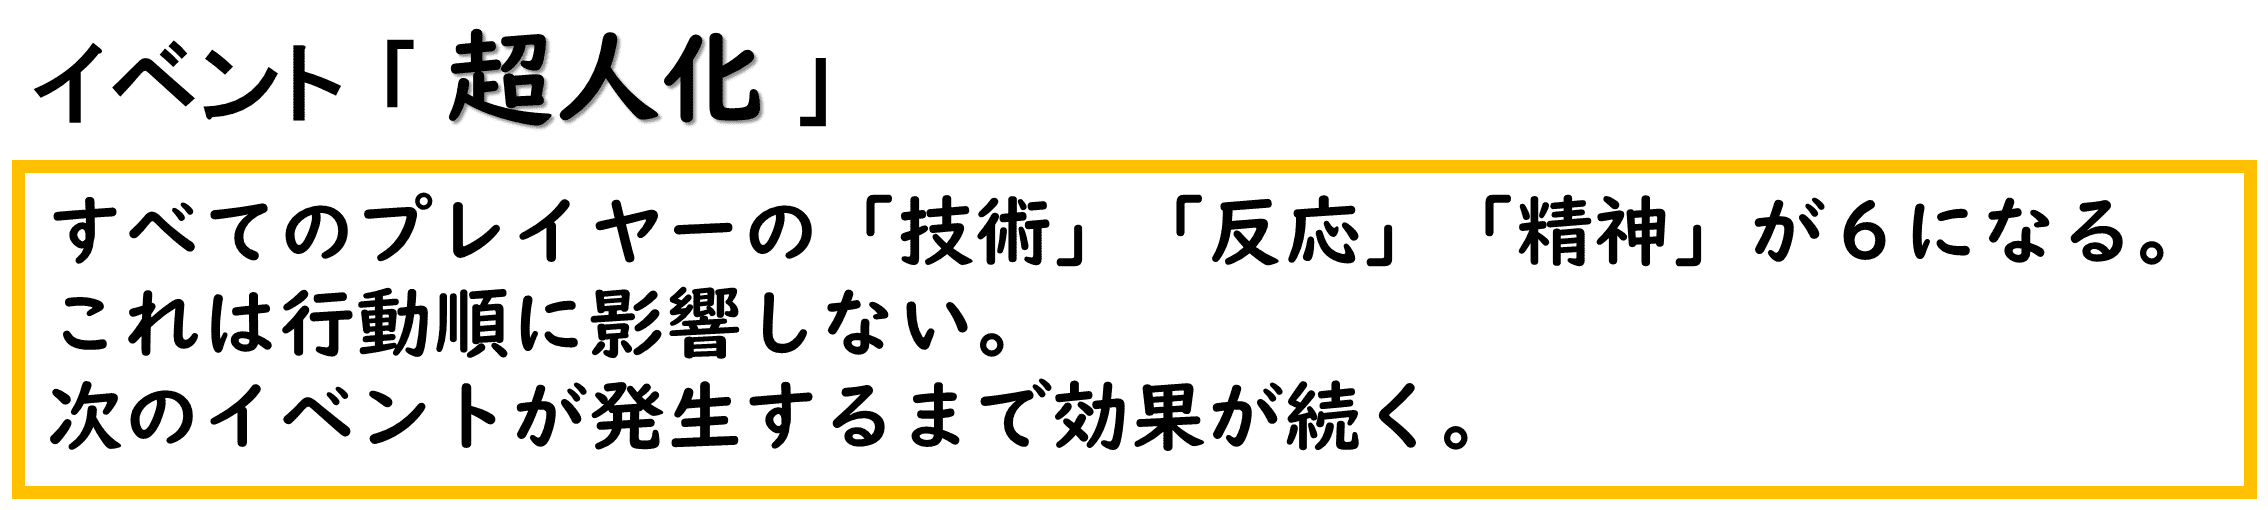 イベント「 超人化 」
すべてのプレイヤーの「技術」「反応」「精神」が６になる。
これは行動順に影響しない。
次のイベントが発生するまで効果が続く。